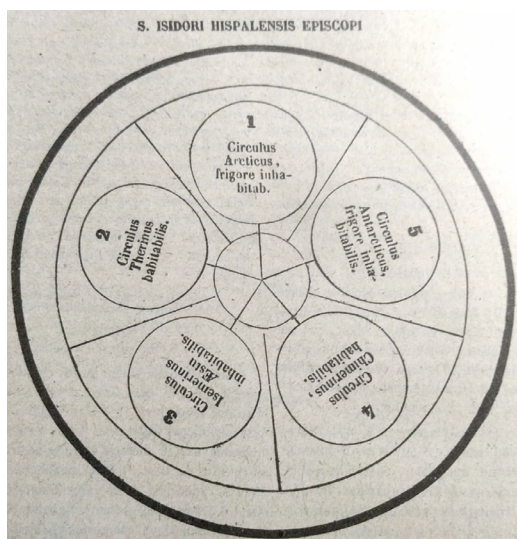 S. ISIDORI HISPALENSIS EPISCOPI
1
Circulus
Arcticus,
frigore inha-
bitab.
2
Circulus
Therinus
habitabilis.
3
Circulus
Isemerinus
Æstu
inhabitabilis.
4
Circulus
Chimerinus,
habitabilis.
5
Circulus
Antarcticus,
frigore inha-
bitabilis.